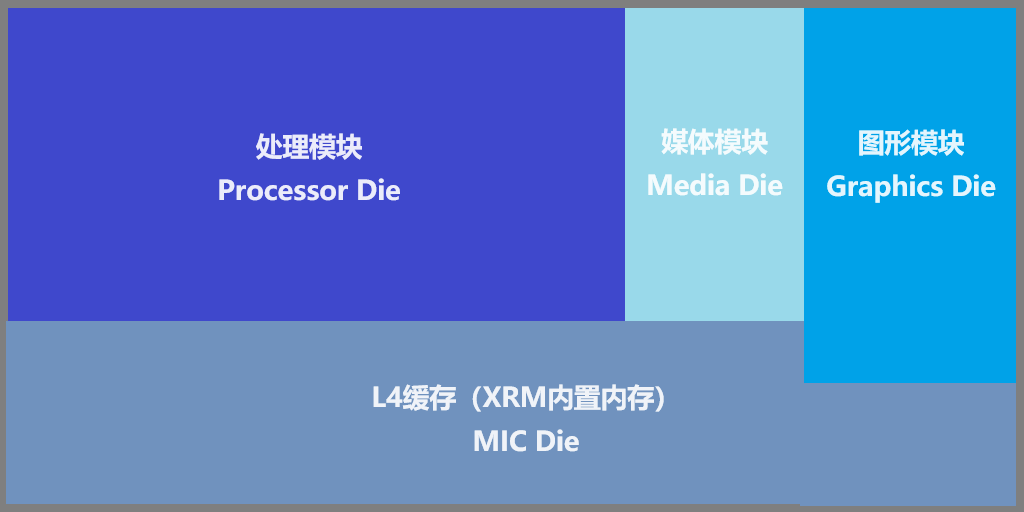 处理模块
Processor Die
媒体模块
Media Die
图形模块
Graphics Die
L4缓存（XRM内置内存）
MIC Die